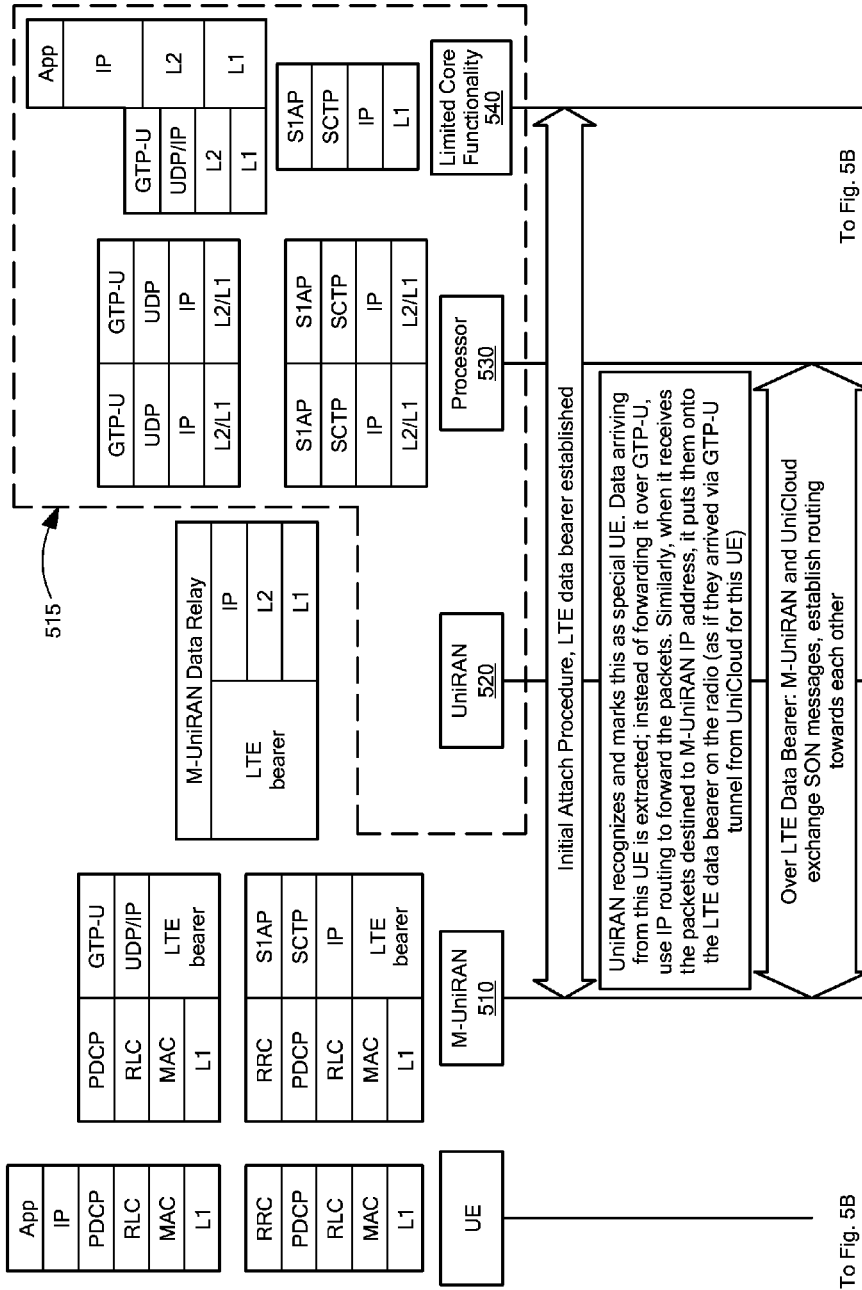 App
IP
PDCP
RLC
MAC
L1
RRC
PDCP
RLC
MAC
L1
UE
PDCP
RLC
MAC
L1
GTP-U
UDP/IP
LTE
bearer
RRC
PDCP
RLC
MAC
L1
S1AP
SCTP
IP
LTE
bearer
M-UniRAN
510
515
M-UniRAN Data Relay
LTE
bearer
IP
L2
L1
UniRAN
520
GTP-U
UDP
IP
L2/L1
GTP-U
UDP
IP
L2/L1
S1AP
SCTP
IP
L2/L1
S1AP
SCTP
IP
L2/L1
Processor
530
GTP-U
UDP/IP
L2
L1
App
IP
L2
L1
S1AP
SCTP
IP
L1
Limited Core
Functionality
540
Initial Attach Procedure, LTE data bearer established
UniRAN recognizes and marks this as special UE. Data arriving
from this UE is extracted; instead of forwarding it over GTP-U,
use IP routing to forward the packets. Similarly, when it receives
the packets destined to M-UniRAN IP address, it puts them onto
the LTE data bearer on the radio (as if they arrived via GTP-U
tunnel from UniCloud for this UE)
Over LTE Data Bearer: M-UniRAN and UniCloud
exchange SON messages, establish routing
towards each other
To Fig. 5B
To Fig. 5B